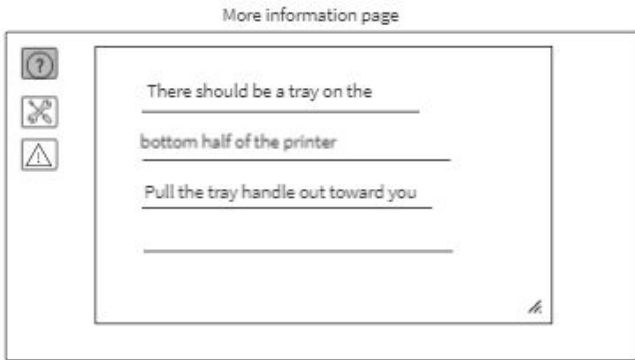 More information page
There should be a tray on the
bottom half of the printer
Pull the tray handle out toward you